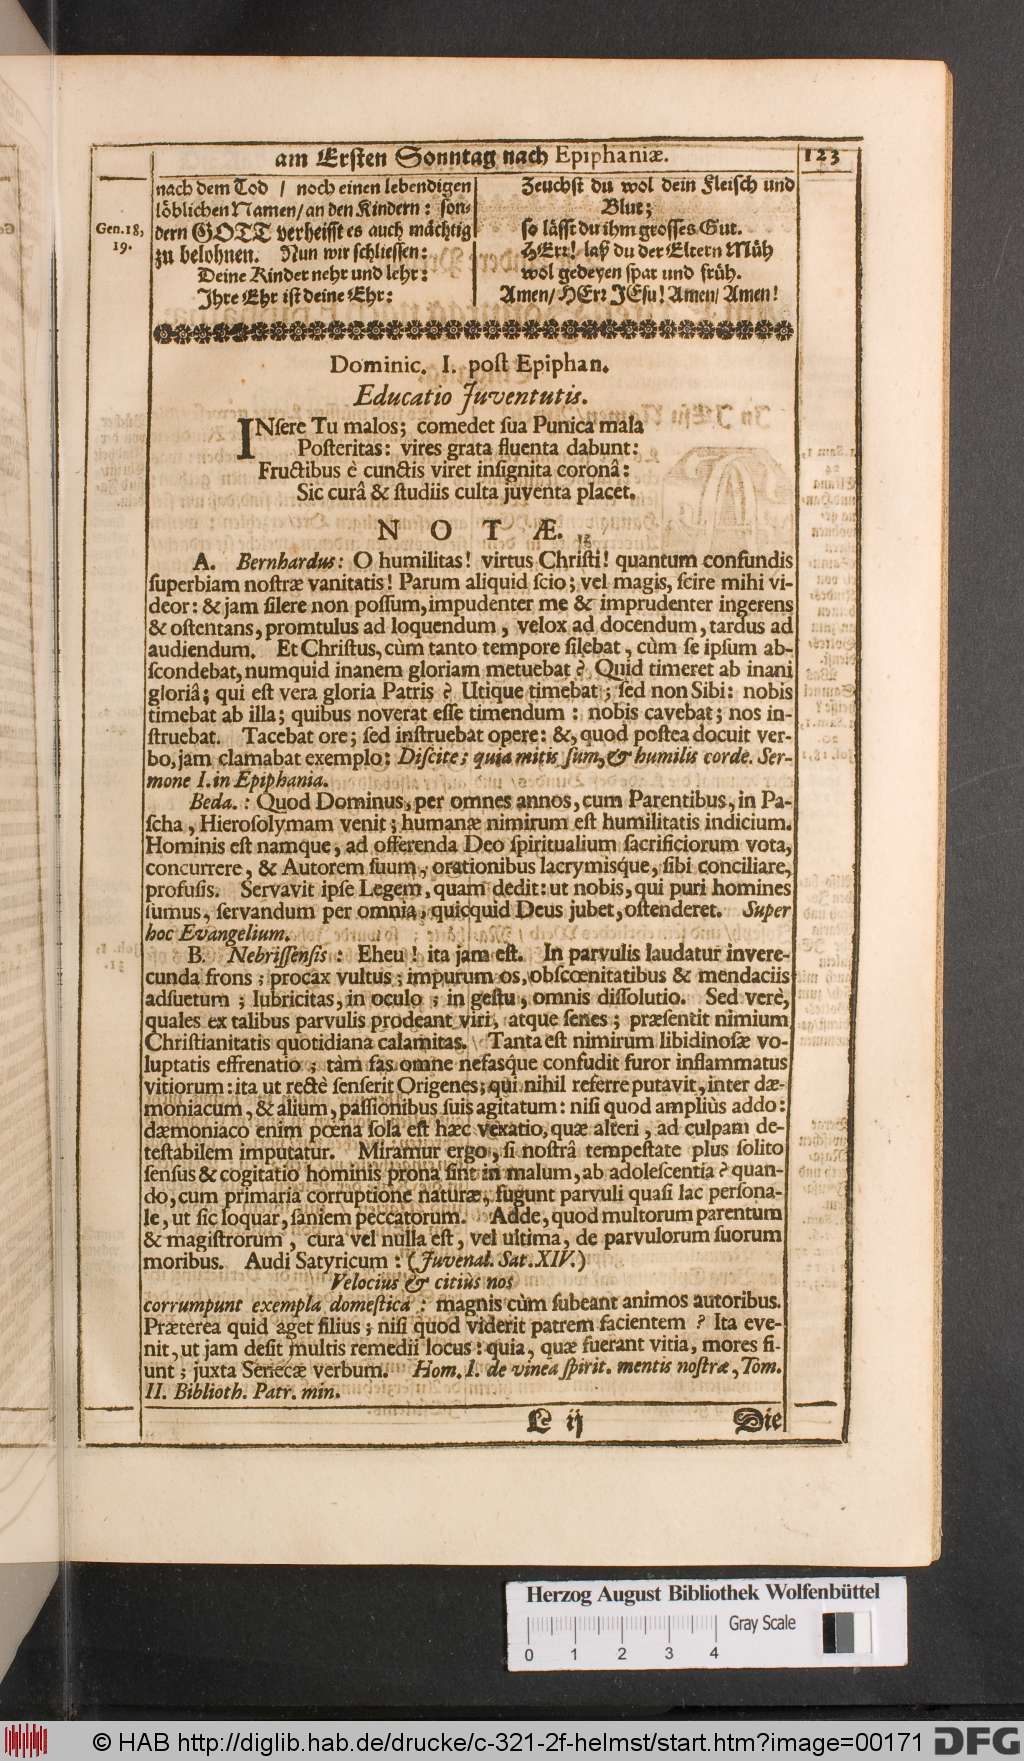 am Ersten Sonntag nach Epiphaniæ.
123
nach dem Tod / noch einen lebendigen
löblichen Namen / an den Kindern: son⸗
Gen. 18,
19.
dern GOTT verheisst es auch mächtig
zu belohnen. Nun wir schliessen:
Deine Kinder nehr und lehr:
Jhre Ehr ist deine Ehr:
Zeuchst du wol dein Fleisch und
Blut;
so lässt du ihm grosses Gut.
HErr! laß du der Eltern Müh
wol gedeyen spat und früh.
Amen / HErr JEsu! Amen / Amen!
Dominic. I. poſt Epiphan.
Educatio Juventutis.
INſere Tu malos; comedet ſua Punica mala
Poſteritas: vires grata fluenta dabunt:
Fructibus è cunctis viret inſignita coronâ:
Sic curâ & ſtudiis culta juventa placet.
NOTÆ.
A. Bernhardus: O humilitas! virtus Chriſti! quantum confundis
ſuperbiam noſtræ vanitatis! Parum aliquid ſcio; vel magis, ſcire mihi vi-
deor: & jam ſilere non poſſum, impudenter me & imprudenter ingerens
& oſtentans, promtulus ad loquendum, velox ad docendum, tardus ad
audiendum. Et Chriſtus, cùm tanto tempore ſilebat, cùm ſe ipſum ab-
ſcondebat, numquid inanem gloriam metuebat? Quid timeret ab inani
gloriâ; qui eſt vera gloria Patris? Utique timebat; ſed non Sibi: nobis
timebat ab illa; quibus noverat eſſe timendum: nobis cavebat; nos in-
ſtruebat. Tacebat ore; ſed inſtruebat opere: &, quod poſtea docuit ver-
bo, jam clamabat exemplo: Diſcite; quia mitis ſum, & humilis corde. Ser-
mone I. in Epiphania.
Beda.: Quod Dominus, per omnes annos, cum Parentibus, in Pa-
ſcha, Hieroſolymam venit; humanæ nimirum eſt humilitatis indicium.
Hominis eſt namque, ad offerenda Deo ſpiritualium ſacrificiorum vota,
concurrere, & Autorem ſuum, orationibus lacrymisq́ue, ſibi conciliare,
profuſis. Servavit ipſe Legem, quam dedit: ut nobis, qui puri homines
ſumus, ſervandum per omnia, quicquid Deus jubet, oſtenderet. Super
hoc Evangelium.
B. Nebriſſenſis: Eheu! ita jam eſt. In parvulis laudatur invere-
cunda frons; procax vultus; impurum os, obſcœnitatibus & mendaciis
adſuetum; lubricitas, in oculo; in geſtu, omnis diſſolutio. Sed verè,
quales ex talibus parvulis prodeant viri, atque ſenes; præſentit nimium
Chriſtianitatis quotidiana calamitas. Tanta eſt nimirum libidinoſæ vo-
luptatis effrenatio; tàm fas omne nefasq́ue confudit furor inflammatus
vitiorum: ita ut rectè ſenſerit Origenes; qui nihil referre putavit, inter dæ-
moniacum, & alium, paſſionibus ſuis agitatum: niſi quod ampliùs addo:
dæmoniaco enim pœna ſola eſt hæc vexatio, quæ alteri, ad culpam de-
teſtabilem imputatur. Miramur ergo, ſi noſtrâ tempeſtate plus ſolito
ſenſus & cogitatio hominis prona ſint in malum, ab adoleſcentia? quan-
do, cum primaria corruptione naturæ, ſugunt parvuli quaſi lac perſona-
le, ut ſic loquar, ſaniem peccatorum. Adde, quod multorum parentum
& magiſtrorum, cura vel nulla eſt, vel ultima, de parvulorum ſuorum
moribus. Audi Satyricum: (Juvenal. Sat. XIV.)
Velocius & citiùs nos
corrumpunt exempla domeſtica: magnis cùm ſubeant animos autoribus.
Præterea quid aget filius; niſi quod viderit patrem facientem? Ita eve-
nit, ut jam deſit multis remedii locus: quia, quæ fuerant vitia, mores fi-
unt; juxta Senecæ verbum. Hom. I. de vinea ſpirit. mentis noſtræ, Tom.
II. Biblioth. Patr. min.
L ij
Die
Herzog August Bibliothek Wolfenbüttel
Gray Scale
0 1 2 3 4
© HAB http://diglib.hab.de/drucke/c-321-2f-helmst/start.htm?image=00171
DFG